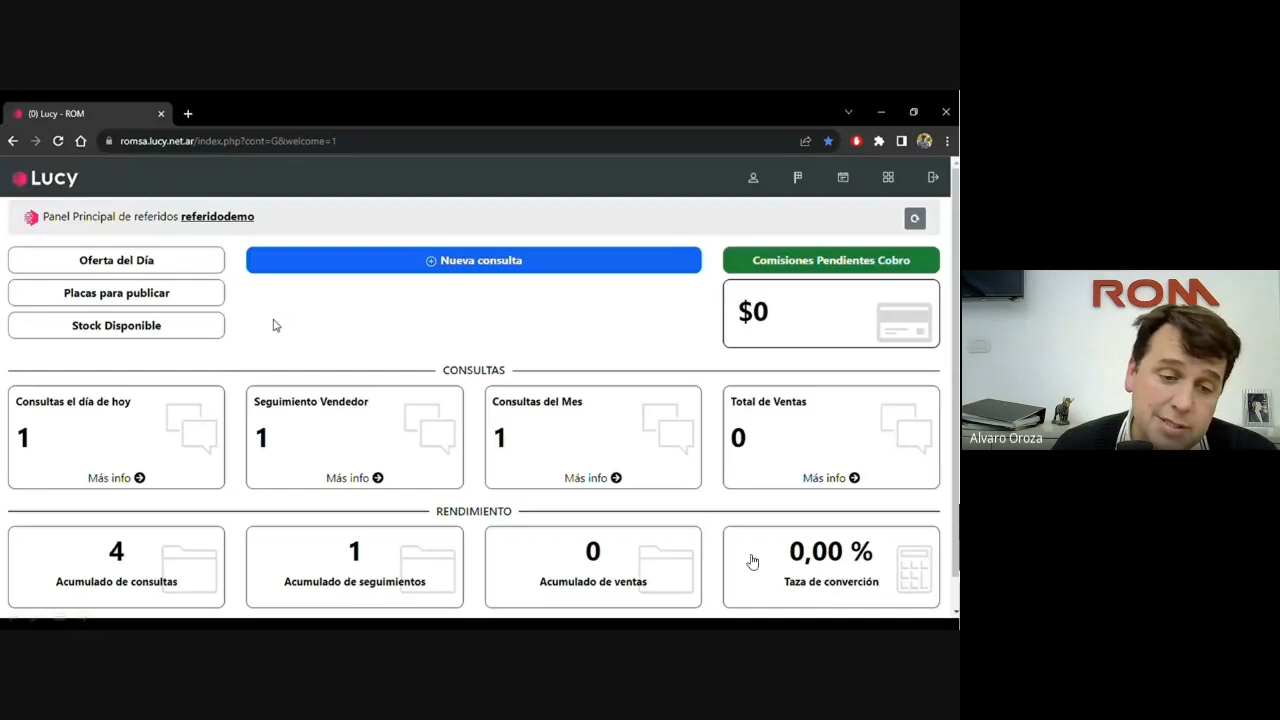 (0) Lucy - ROM
romsa.lucy.net.ar/index.php?cont=G&welcome=1
Lucy
Panel Principal de referidos referidodemo
Oferta del Día
Nueva consulta
Comisiones Pendientes Cobro
Placas para publicar
$0
Stock Disponible
CONSULTAS
Consultas el día de hoy
Seguimiento Vendedor
Consultas del Mes
Total de Ventas
1
1
1
0
Más info
Más info
Más info
Más info
RENDIMIENTO
4
1
0
0,00 %
Acumulado de consultas
Acumulado de seguimientos
Acumulado de ventas
Taza de converción
ROM
Alvaro Oroza